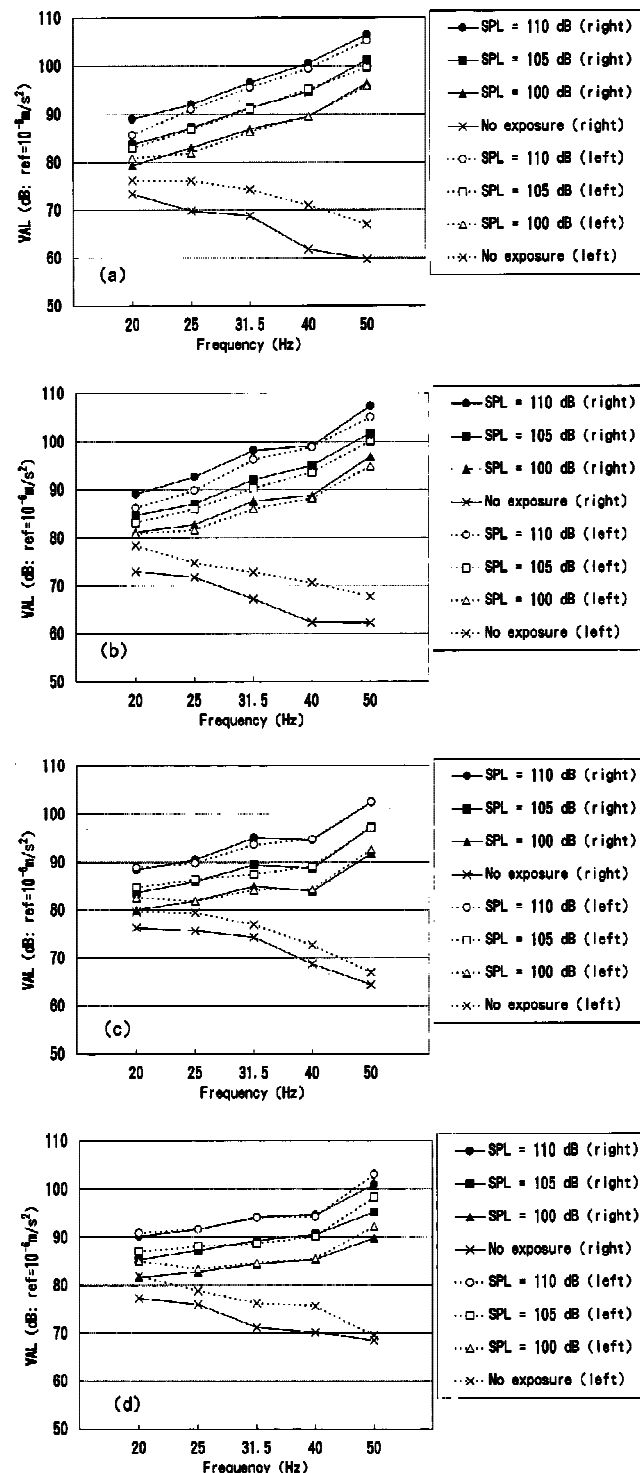 110
100
90
80
70
60
50
VAL (dB: ref=10⁻⁶m/s²)
(a)
20 25 31.5 40 50
Frequency (Hz)
SPL = 110 dB (right)
SPL = 105 dB (right)
SPL = 100 dB (right)
No exposure (right)
SPL = 110 dB (left)
SPL = 105 dB (left)
SPL = 100 dB (left)
No exposure (left)
110
100
90
80
70
60
50
VAL (dB: ref=10⁻⁶m/s²)
(b)
20 25 31.5 40 50
Frequency (Hz)
SPL = 110 dB (right)
SPL = 105 dB (right)
SPL = 100 dB (right)
No exposure (right)
SPL = 110 dB (left)
SPL = 105 dB (left)
SPL = 100 dB (left)
No exposure (left)
110
100
90
80
70
60
50
VAL (dB: ref=10⁻⁶m/s²)
(c)
20 25 31.5 40 50
Frequency (Hz)
SPL = 110 dB (right)
SPL = 105 dB (right)
SPL = 100 dB (right)
No exposure (right)
SPL = 110 dB (left)
SPL = 105 dB (left)
SPL = 100 dB (left)
No exposure (left)
110
100
90
80
70
60
50
VAL (dB: ref=10⁻⁶m/s²)
(d)
20 25 31.5 40 50
Frequency (Hz)
SPL = 110 dB (right)
SPL = 105 dB (right)
SPL = 100 dB (right)
No exposure (right)
SPL = 110 dB (left)
SPL = 105 dB (left)
SPL = 100 dB (left)
No exposure (left)